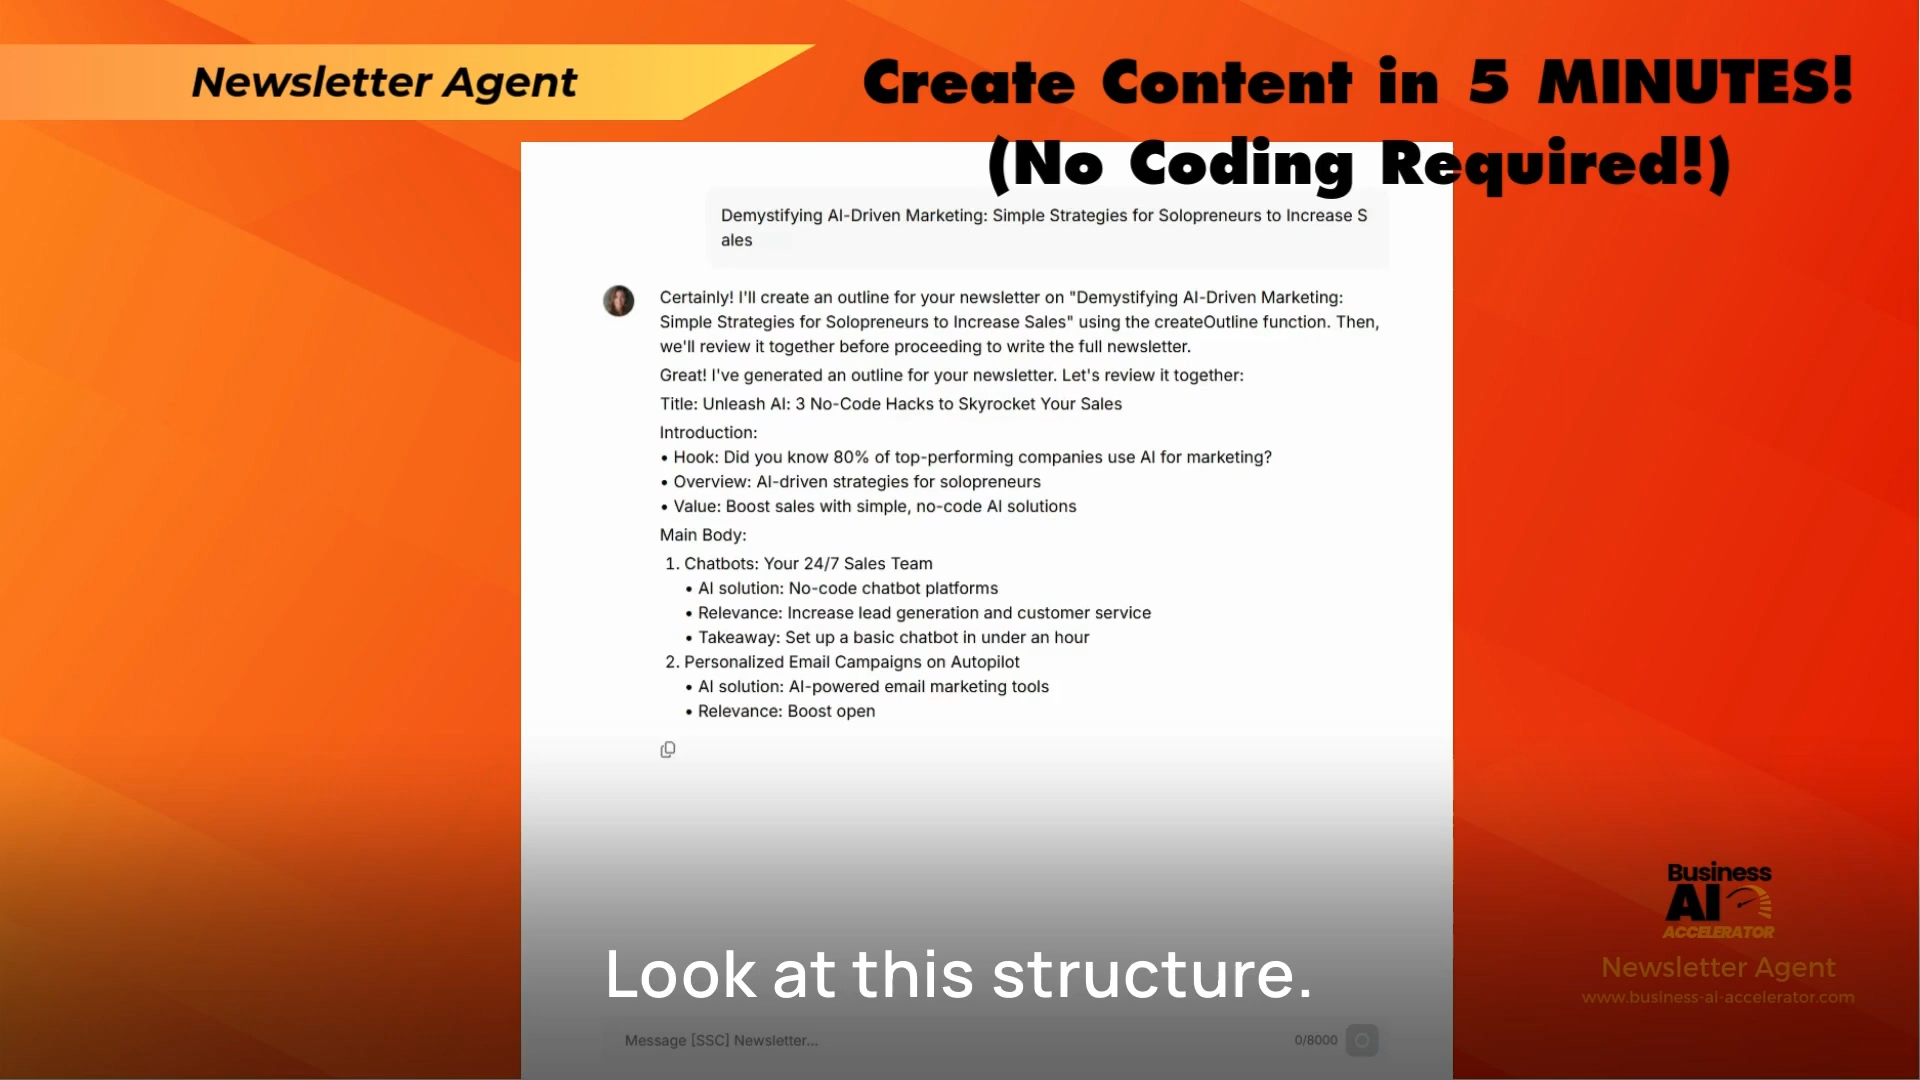 Newsletter Agent
Create Content in 5 MINUTES!
(No Coding Required!)
Demystifying AI-Driven Marketing: Simple Strategies for Solopreneurs to Increase S
ales
Certainly! I'll create an outline for your newsletter on "Demystifying AI-Driven Marketing:
Simple Strategies for Solopreneurs to Increase Sales" using the createOutline function. Then,
we'll review it together before proceeding to write the full newsletter.
Great! I've generated an outline for your newsletter. Let's review it together:
Title: Unleash AI: 3 No-Code Hacks to Skyrocket Your Sales
Introduction:
• Hook: Did you know 80% of top-performing companies use AI for marketing?
• Overview: AI-driven strategies for solopreneurs
• Value: Boost sales with simple, no-code AI solutions
Main Body:
1. Chatbots: Your 24/7 Sales Team
• AI solution: No-code chatbot platforms
• Relevance: Increase lead generation and customer service
• Takeaway: Set up a basic chatbot in under an hour
2. Personalized Email Campaigns on Autopilot
• AI solution: AI-powered email marketing tools
• Relevance: Boost open
Look at this structure.
Message [SSC] Newsletter...
0/8000
Business
AI
ACCELERATOR
Newsletter Agent
www.business-ai-accelerator.com